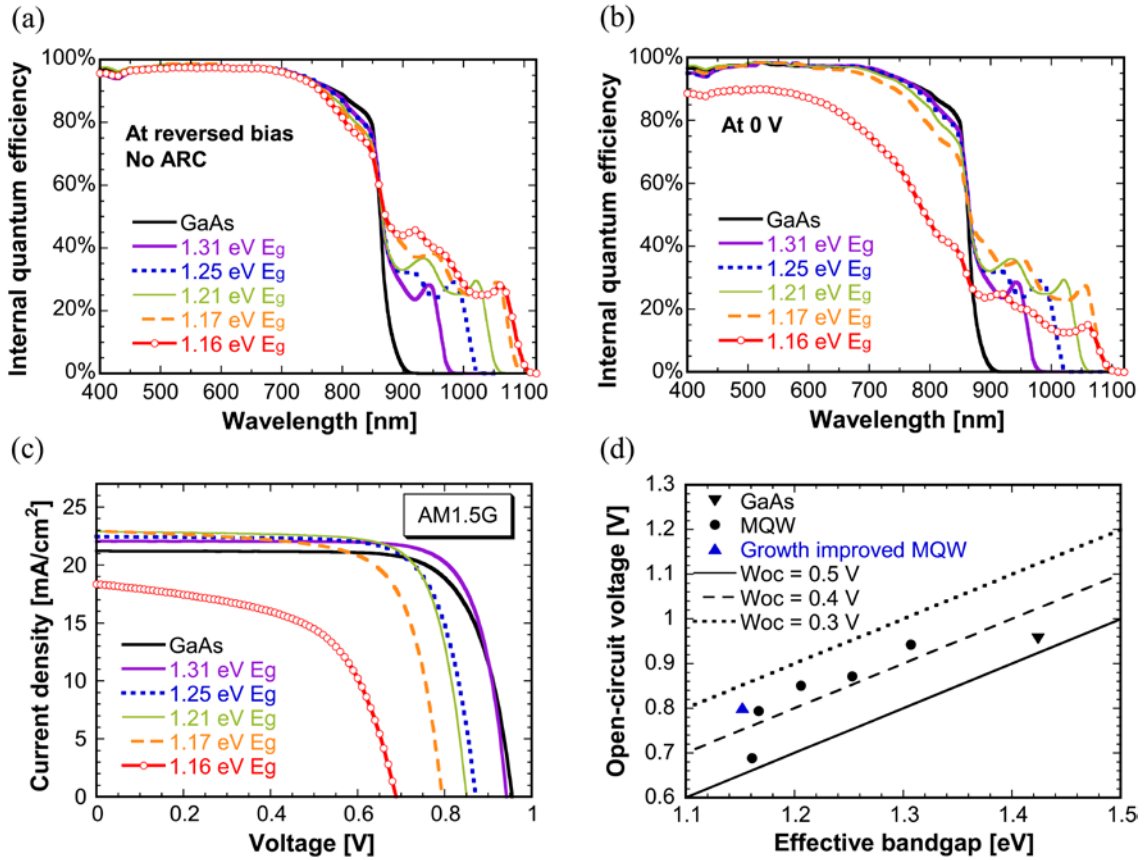 (a)
Internal quantum efficiency
100%
80%
60%
40%
20%
0%
At reversed bias
No ARC
GaAs
1.31 eV Eg
1.25 eV Eg
1.21 eV Eg
1.17 eV Eg
1.16 eV Eg
400 500 600 700 800 900 1000 1100
Wavelength [nm]
(b)
Internal quantum efficiency
100%
80%
60%
40%
20%
0%
At 0 V
GaAs
1.31 eV Eg
1.25 eV Eg
1.21 eV Eg
1.17 eV Eg
1.16 eV Eg
400 500 600 700 800 900 1000 1100
Wavelength [nm]
(c)
Current density [mA/cm²]
25
20
15
10
5
0
AM1.5G
GaAs
1.31 eV Eg
1.25 eV Eg
1.21 eV Eg
1.17 eV Eg
1.16 eV Eg
0 0.2 0.4 0.6 0.8 1
Voltage [V]
(d)
Open-circuit voltage [V]
1.3
1.2
1.1
1
0.9
0.8
0.7
0.6
GaAs
MQW
Growth improved MQW
Woc = 0.5 V
Woc = 0.4 V
Woc = 0.3 V
1.1 1.2 1.3 1.4 1.5
Effective bandgap [eV]